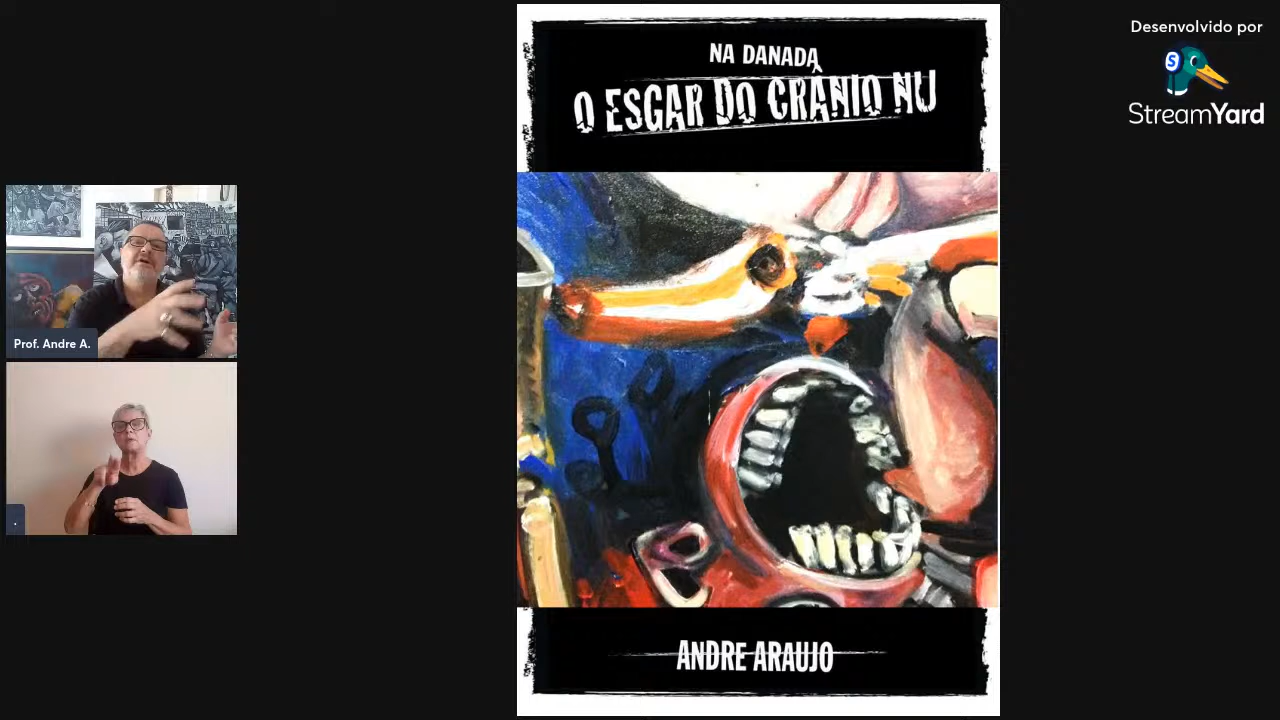 NA DANADA
O ESGAR DO CRÂNIO NU
ANDRE ARAUJO
Desenvolvido por
S
StreamYard
Prof. Andre A.
.